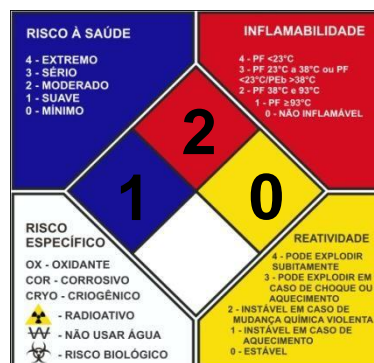 RISCO À SAÚDE
4 - EXTREMO
3 - SÉRIO
2 - MODERADO
1 - SUAVE
0 - MÍNIMO
INFLAMABILIDADE
4 - PF <23°C
3 - PF 23°C a 38°C ou PF
<23°C/PEb >38°C
2 - PF 38°C e 93°C
1 - PF ≥93°C
0 - NÃO INFLAMÁVEL
2
1
0
RISCO
ESPECÍFICO
OX - OXIDANTE
COR - CORROSIVO
CRYO - CRIOGÊNICO
- RADIOATIVO
W - NÃO USAR ÁGUA
- RISCO BIOLÓGICO
REATIVIDADE
4 - PODE EXPLODIR
SUBITAMENTE
3 - PODE EXPLODIR EM
CASO DE CHOQUE OU
AQUECIMENTO
2 - INSTÁVEL EM CASO DE
MUDANÇA QUÍMICA VIOLENTA
1 - INSTÁVEL EM CASO DE
AQUECIMENTO
0 - ESTÁVEL